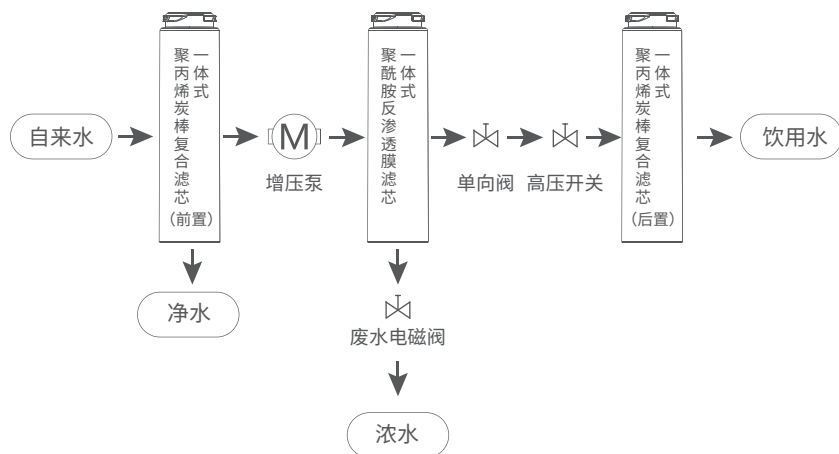 自来水
一体式
聚丙烯炭棒复合滤芯
（前置）
M
增压泵
一体式
聚酰胺反渗透膜滤芯
单向阀
高压开关
一体式
聚丙烯炭棒复合滤芯
（后置）
饮用水
净水
废水电磁阀
浓水